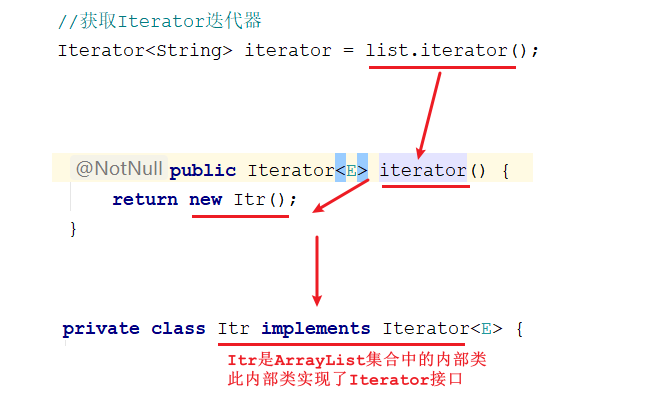 //获取Iterator迭代器
Iterator<String> iterator = list.iterator();
@NotNull public Iterator<E> iterator() {
return new Itr();
}
private class Itr implements Iterator<E> {
Itr是ArrayList集合中的内部类
此内部类实现了Iterator接口